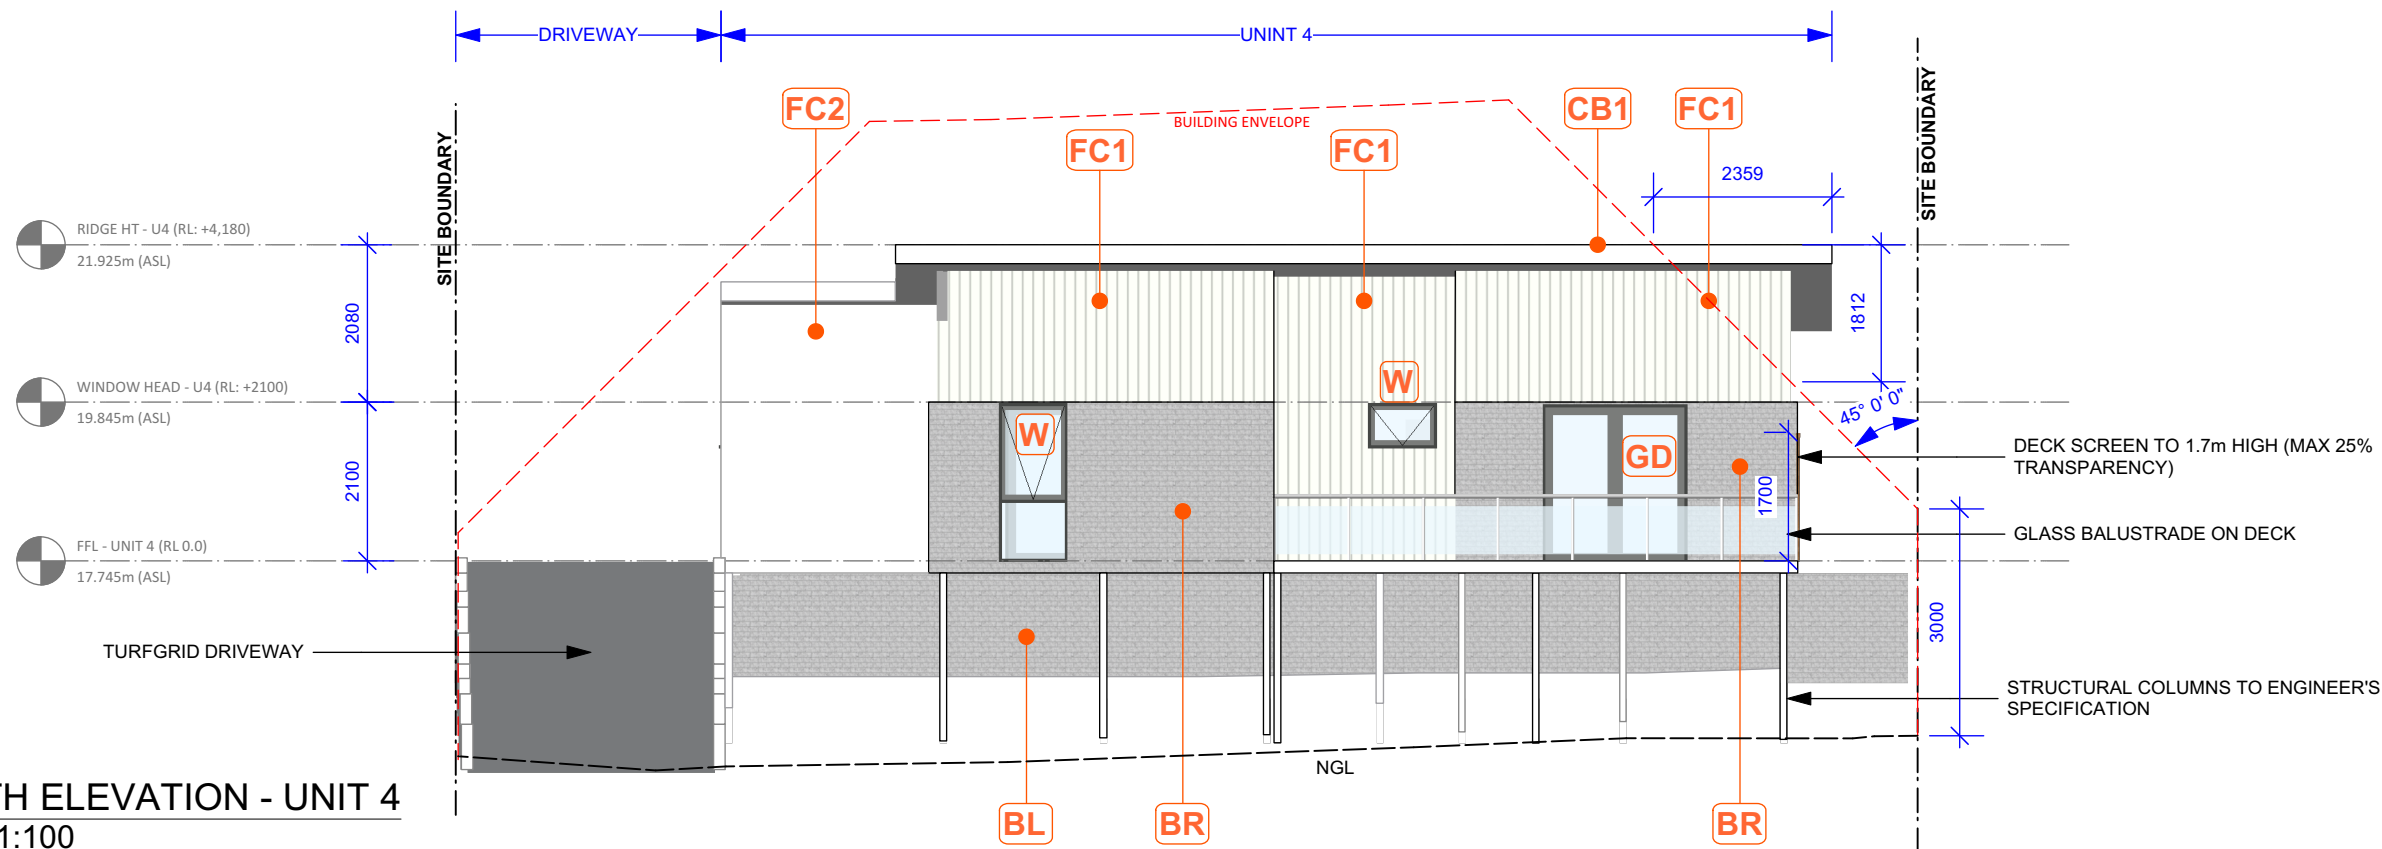 DRIVEWAY
UNINT 4
FC2
CB1
FC1
BUILDING ENVELOPE
FC1
FC1
SITE BOUNDARY
SITE BOUNDARY
2359
RIDGE HT - U4 (RL: +4,180)
21.925m (ASL)
2080
1812
W
WINDOW HEAD - U4 (RL: +2100)
19.845m (ASL)
45° 0' 0"
W
GD
DECK SCREEN TO 1.7m HIGH (MAX 25%
TRANSPARENCY)
2100
1700
GLASS BALUSTRADE ON DECK
FFL - UNIT 4 (RL 0.0)
17.745m (ASL)
3000
TURFGRID DRIVEWAY
STRUCTURAL COLUMNS TO ENGINEER'S
SPECIFICATION
NGL
TH ELEVATION - UNIT 4
1:100
BL
BR
BR